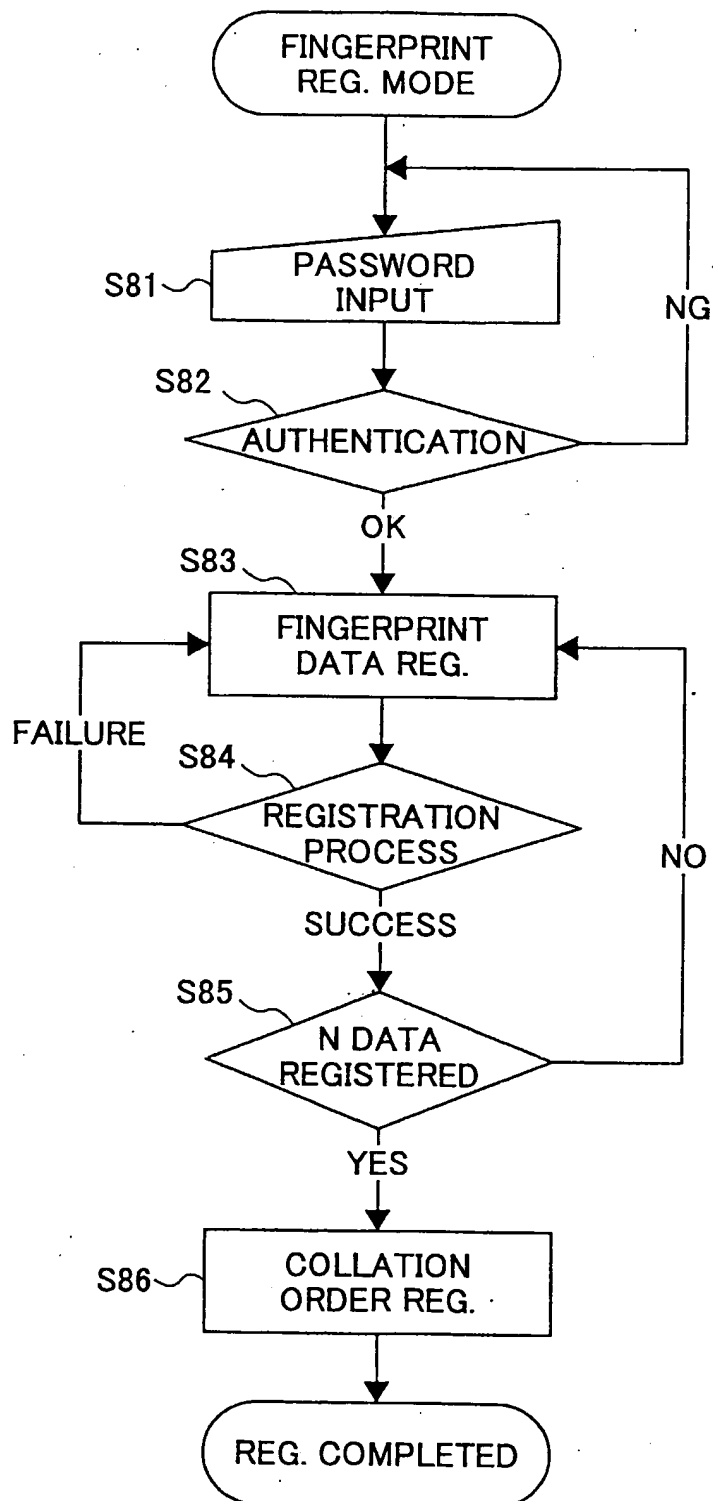 FINGERPRINT
REG. MODE
S81
PASSWORD
INPUT
NG
S82
AUTHENTICATION
OK
S83
FINGERPRINT
DATA REG.
FAILURE
S84
REGISTRATION
PROCESS
NO
SUCCESS
S85
N DATA
REGISTERED
YES
S86
COLLATION
ORDER REG.
REG. COMPLETED